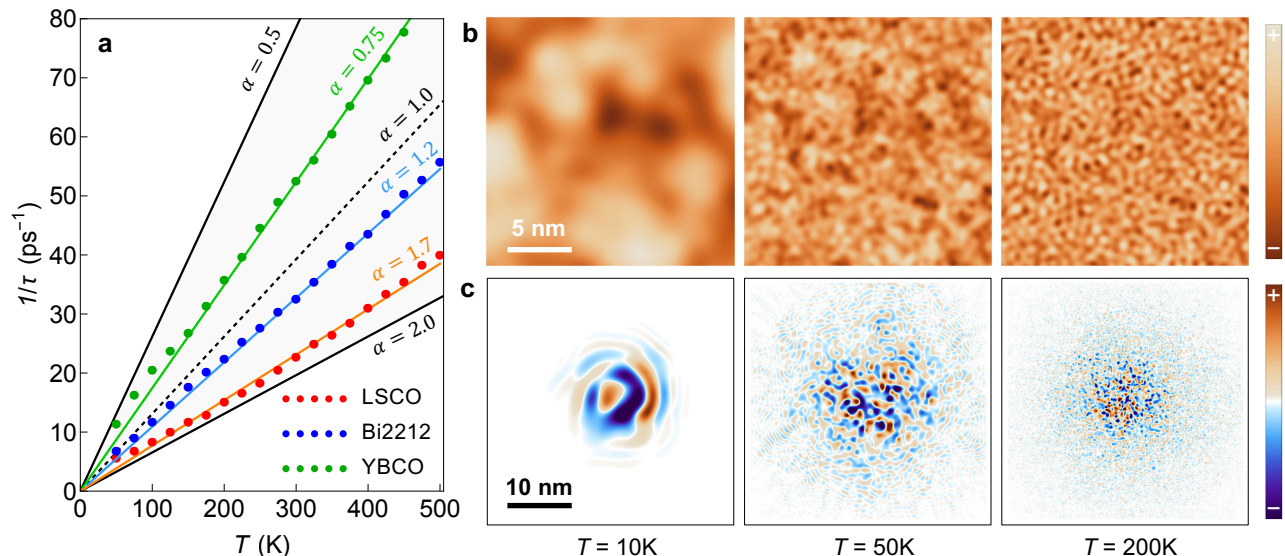 a
80
70
60
50
40
30
20
10
0
1/τ (ps⁻¹)
α = 0.5
α = 0.75
α = 1.0
α = 1.2
α = 1.7
α = 2.0
LSCO
Bi2212
YBCO
0 100 200 300 400 500
T (K)
b
5 nm
+
−
c
10 nm
+
−
T = 10K T = 50K T = 200K